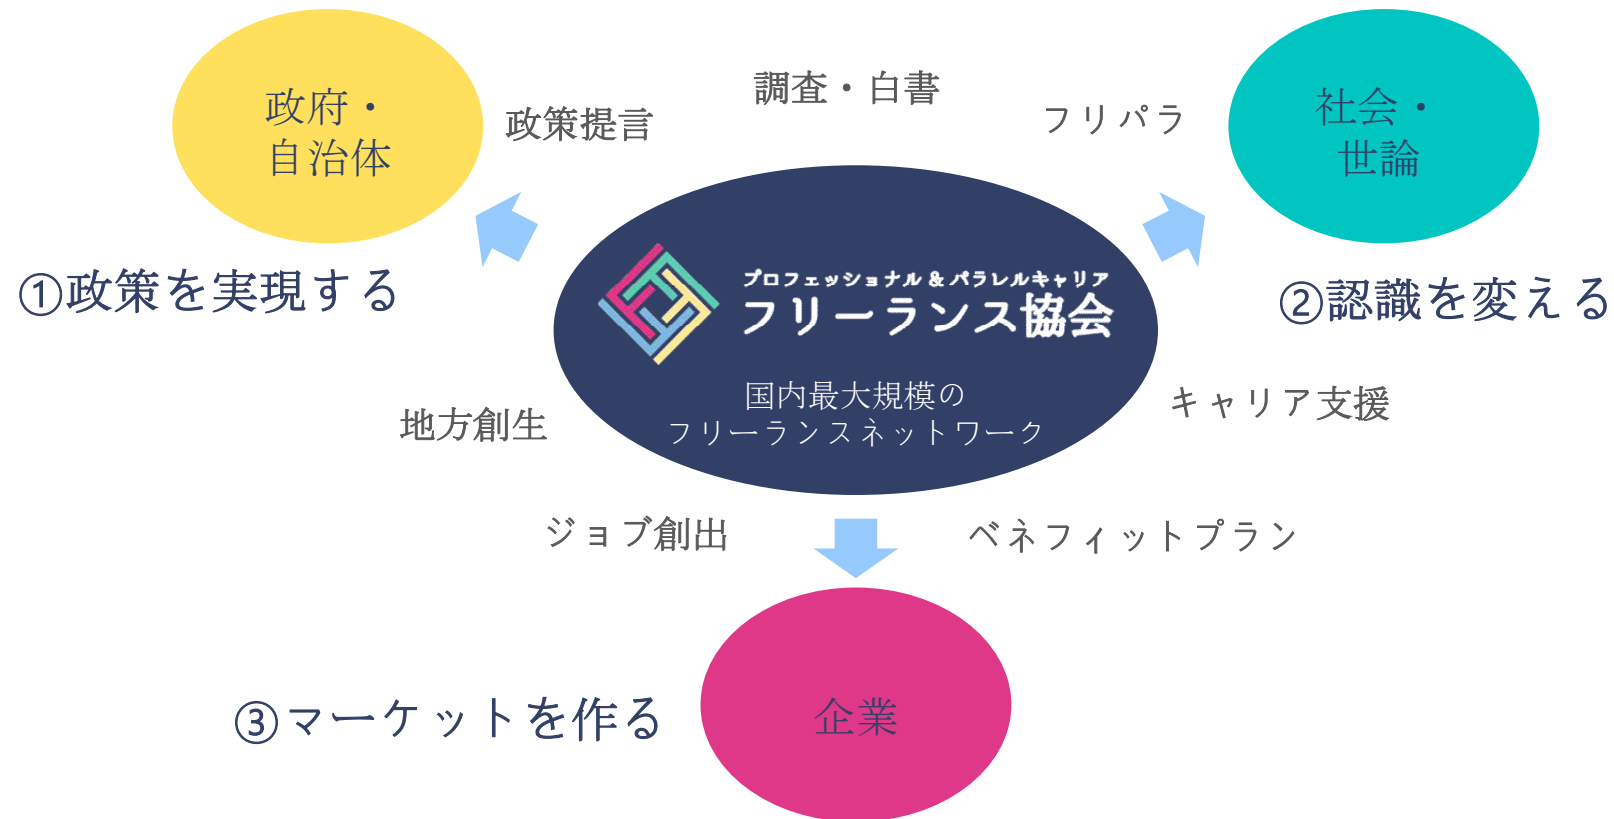 政府・
自治体
政策提言
調査・白書
フリパラ
社会・
世論
①政策を実現する
プロフェッショナル&パラレルキャリア
フリーランス協会
②認識を変える
国内最大規模の
フリーランスネットワーク
地方創生
キャリア支援
ジョブ創出
ベネフィットプラン
③マーケットを作る
企業